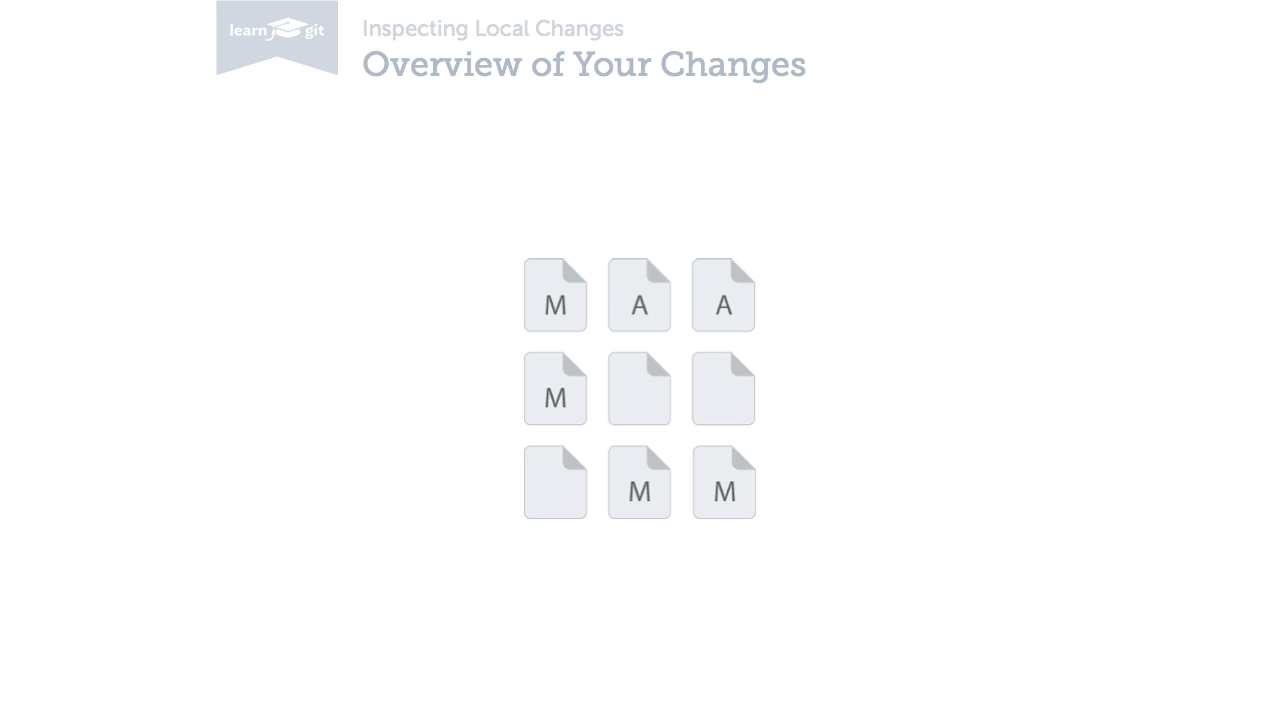 learn git
Inspecting Local Changes
Overview of Your Changes
M A A
M
M M